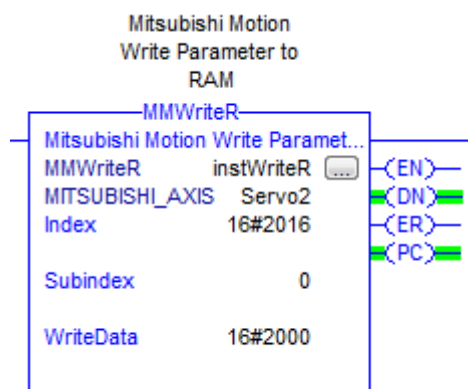 Mitsubishi Motion
Write Parameter to
RAM
MMWriteR
Mitsubishi Motion Write Paramet...
MMWriteR instWriteR ...
MITSUBISHI_AXIS Servo2
Index 16#2016
Subindex 0
WriteData 16#2000
EN
DN
ER
PC